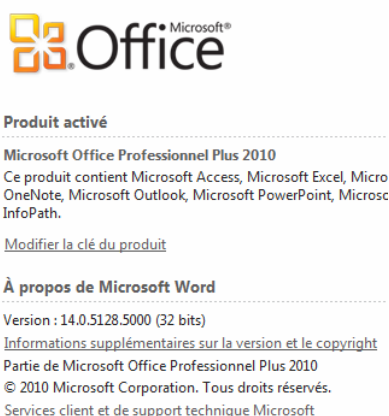 Microsoft®
Office
Produit activé
Microsoft Office Professionnel Plus 2010
Ce produit contient Microsoft Access, Microsoft Excel, Micro
OneNote, Microsoft Outlook, Microsoft PowerPoint, Microso
InfoPath.
Modifier la clé du produit
À propos de Microsoft Word
Version : 14.0.5128.5000 (32 bits)
Informations supplémentaires sur la version et le copyright
Partie de Microsoft Office Professionnel Plus 2010
© 2010 Microsoft Corporation. Tous droits réservés.
Services client et de support technique Microsoft